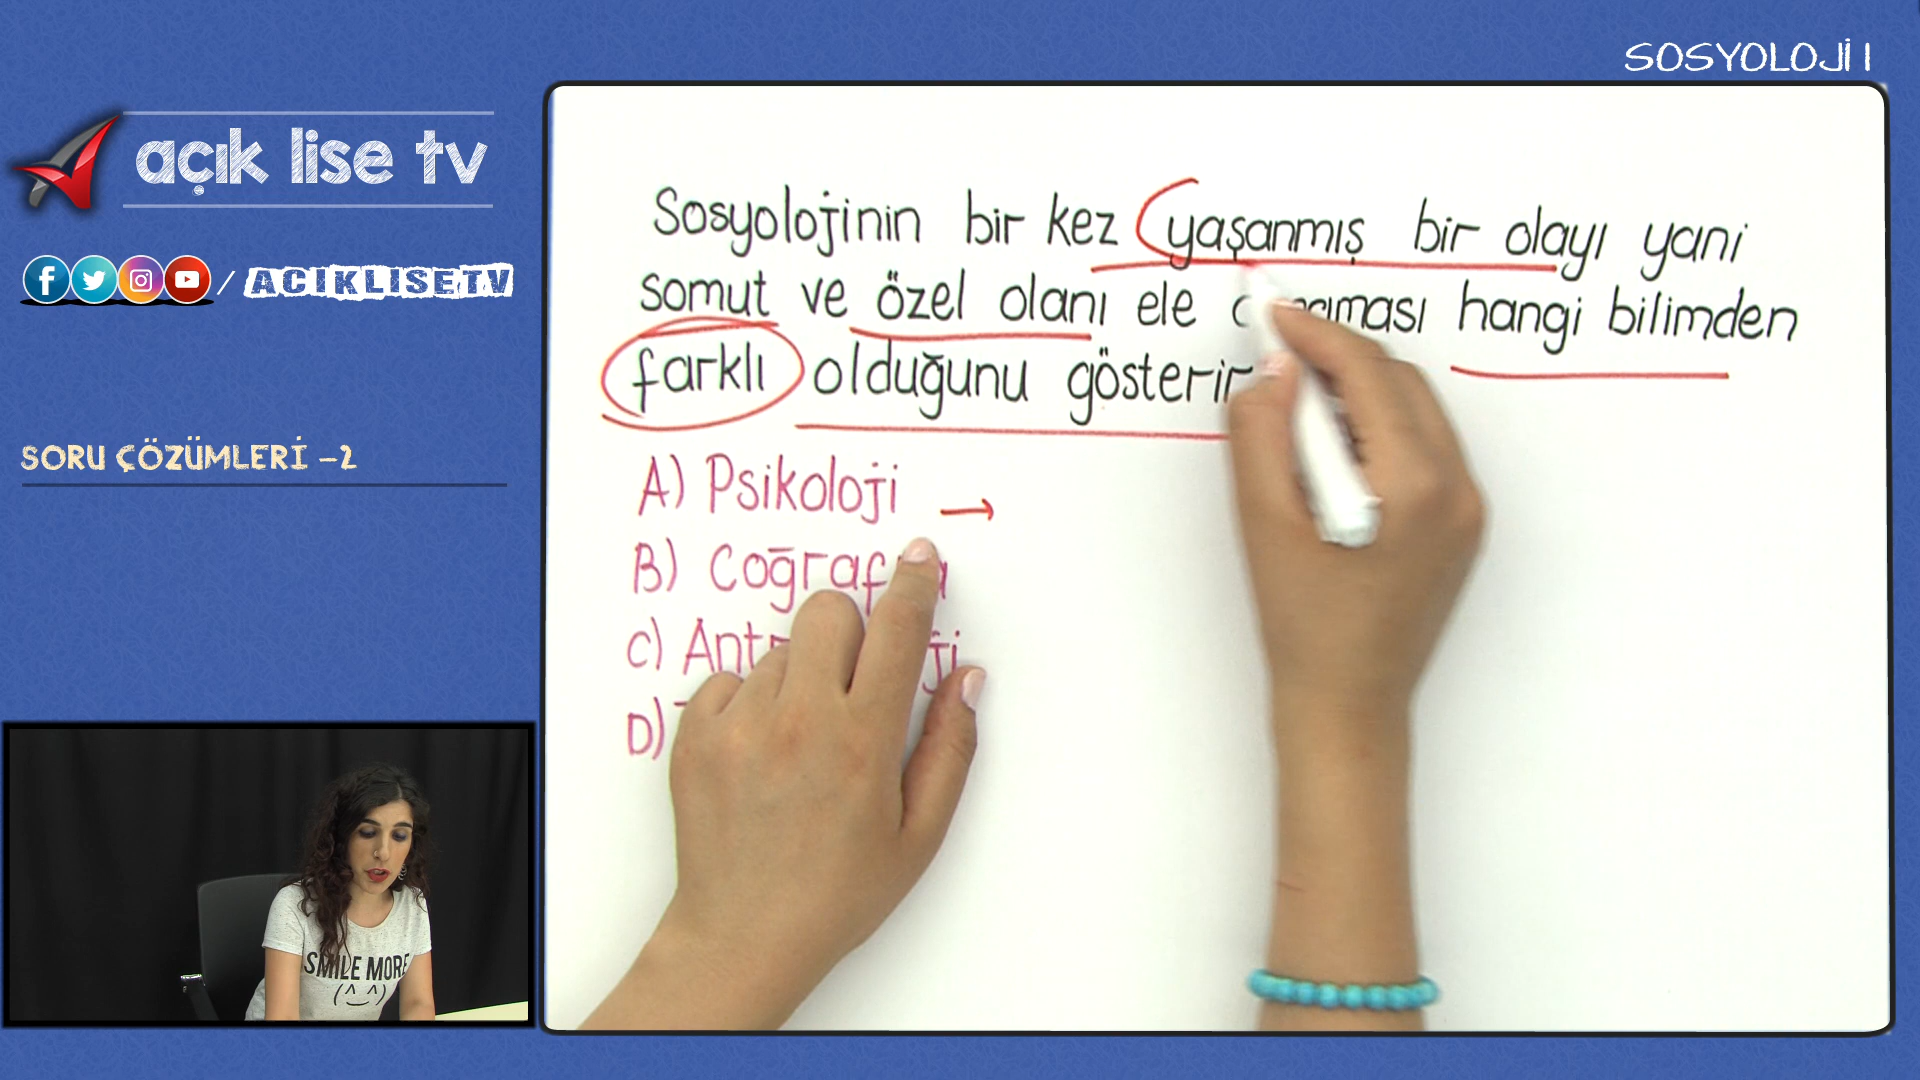 SOSYOLOJİ I
açık lise tv
/ ACIKLISETV
SORU ÇÖZÜMLERİ -2
Sosyolojinin bir kez yaşanmış bir olayı yani
somut ve özel olanı ele hangi bilimden
farklı olduğunu gösterir
A) Psikoloji
B)
C)
D)
SMILE MORE
(^_^)